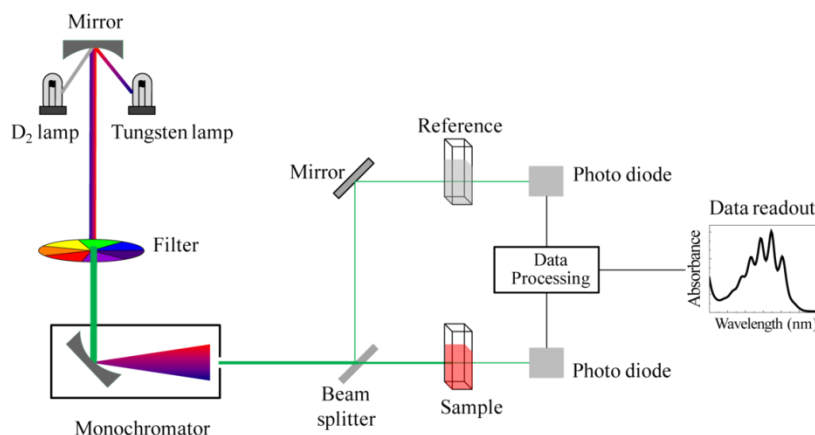 Mirror
D₂ lamp
Tungsten lamp
Filter
Monochromator
Mirror
Reference
Photo diode
Beam
splitter
Sample
Photo diode
Data
Processing
Data readout
Absorbance
Wavelength (nm)